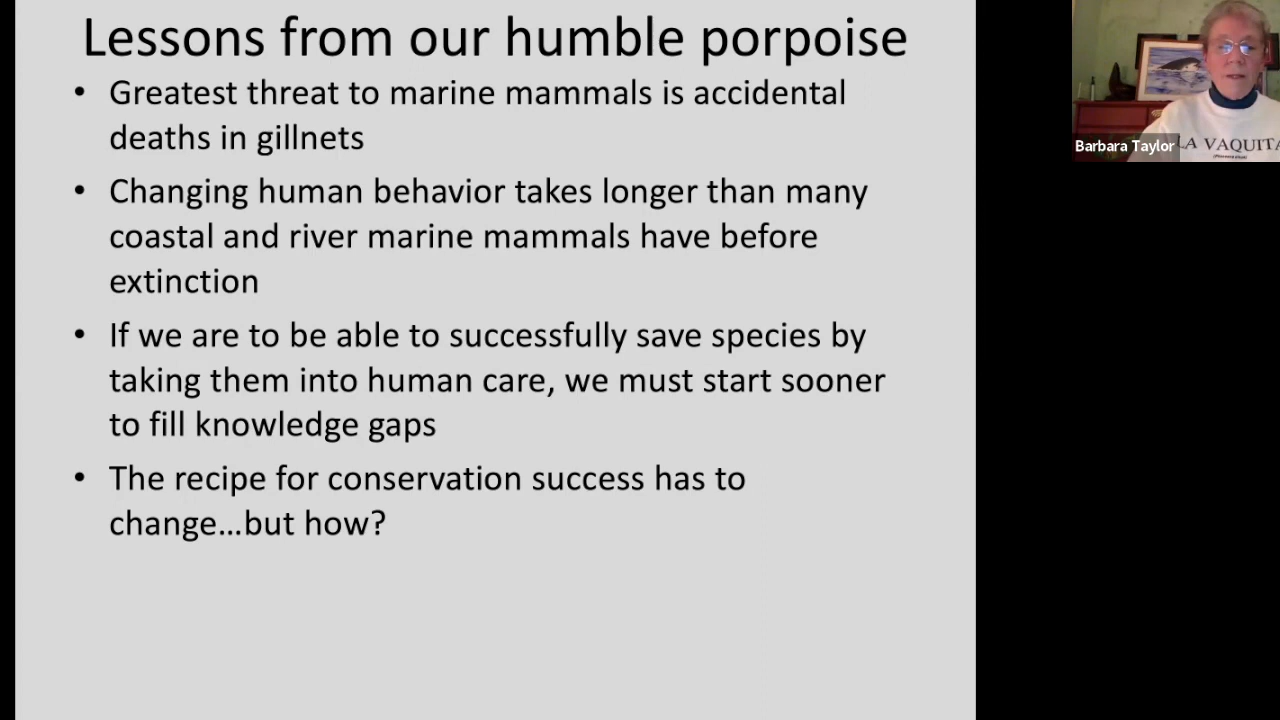 Lessons from our humble porpoise
• Greatest threat to marine mammals is accidental
deaths in gillnets
• Changing human behavior takes longer than many
coastal and river marine mammals have before
extinction
• If we are to be able to successfully save species by
taking them into human care, we must start sooner
to fill knowledge gaps
• The recipe for conservation success has to
change...but how?
Barbara Taylor
LA VAQUITA